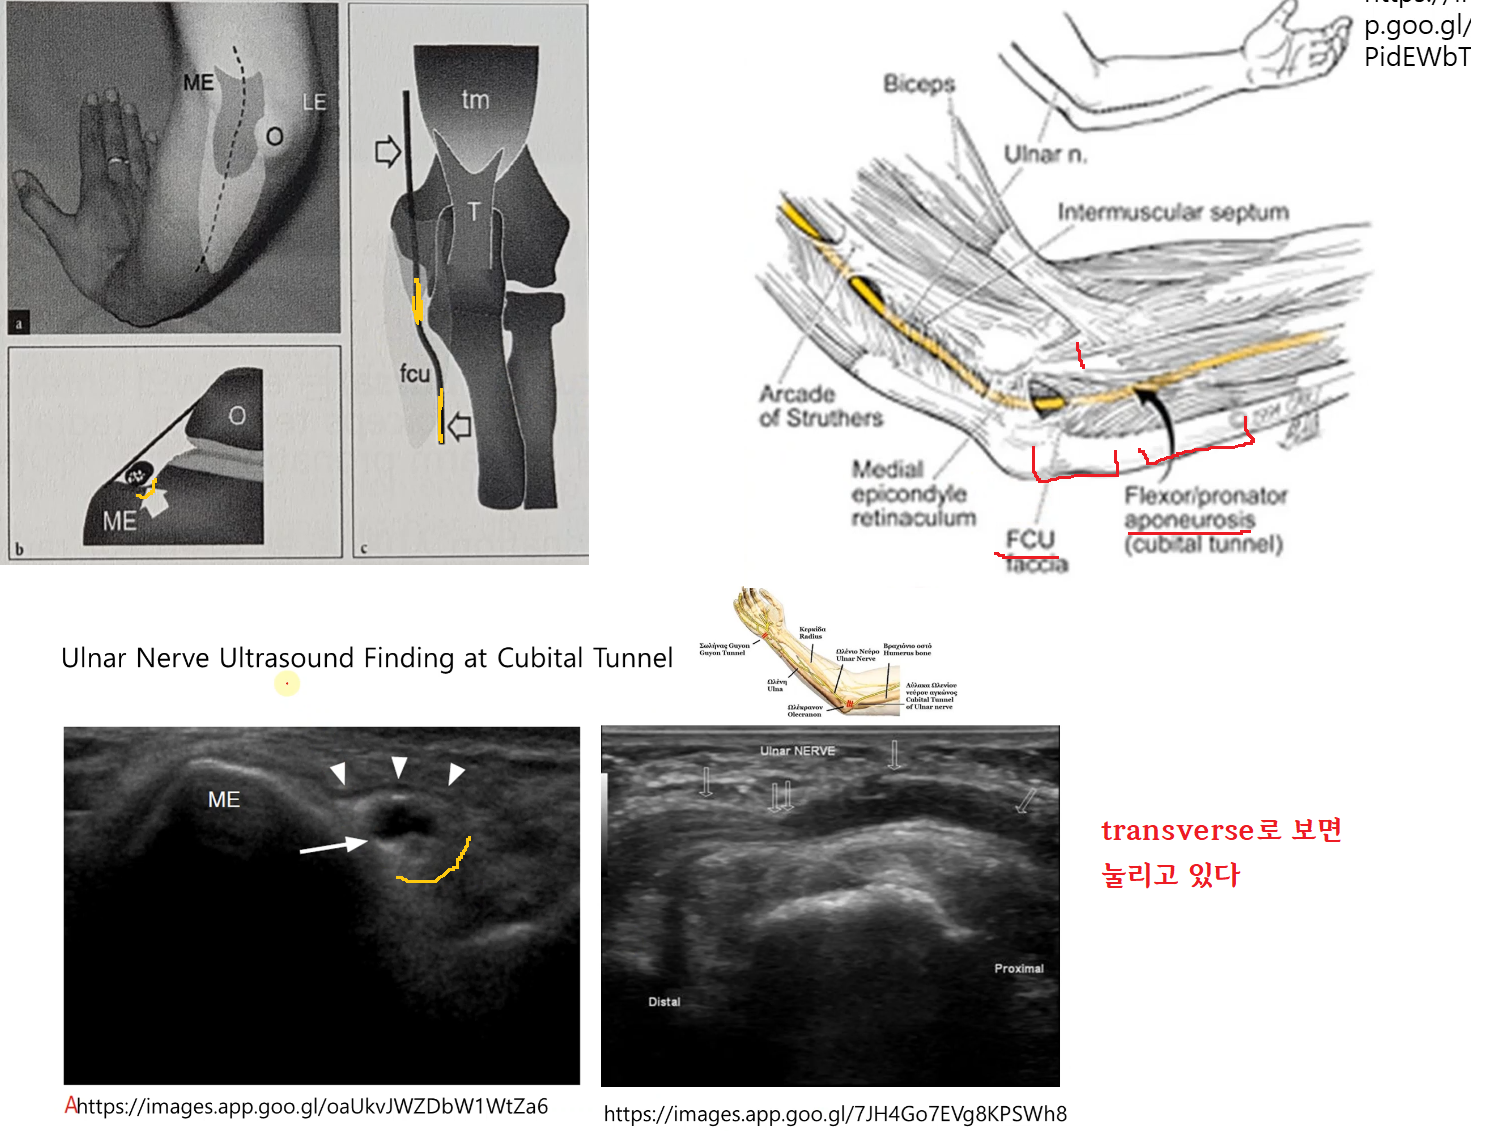 ME
LE
O
a
O
ME
b
tm
T
fcu
c
p.goo.gl/
PidEWbT
Biceps
Ulnar n.
Intermuscular septum
Arcade
of Struthers
Medial
epicondyle
retinaculum
FCU
faccia
Flexor/pronator
aponeurosis
(cubital tunnel)
Ulnar Nerve Ultrasound Finding at Cubital Tunnel
Σωλήνας Guyon
Guyon Tunnel
Κερκίδα
Radius
Ωλένιο Νεύρο
Ulnar Nerve
Βραχιόνιο οστό
Humerus bone
Ωλένη
Ulna
Ωλέκρανον
Olecranon
Αύλακα Ωλενίου
νεύρου αγκώνος
Cubital Tunnel
of Ulnar nerve
ME
Ulnar NERVE
Proximal
Distal
transverse로 보면
눌리고 있다
Ahttps://images.app.goo.gl/oaUkvJWZDbW1WtZa6
https://images.app.goo.gl/7JH4Go7EVg8KPSWh8